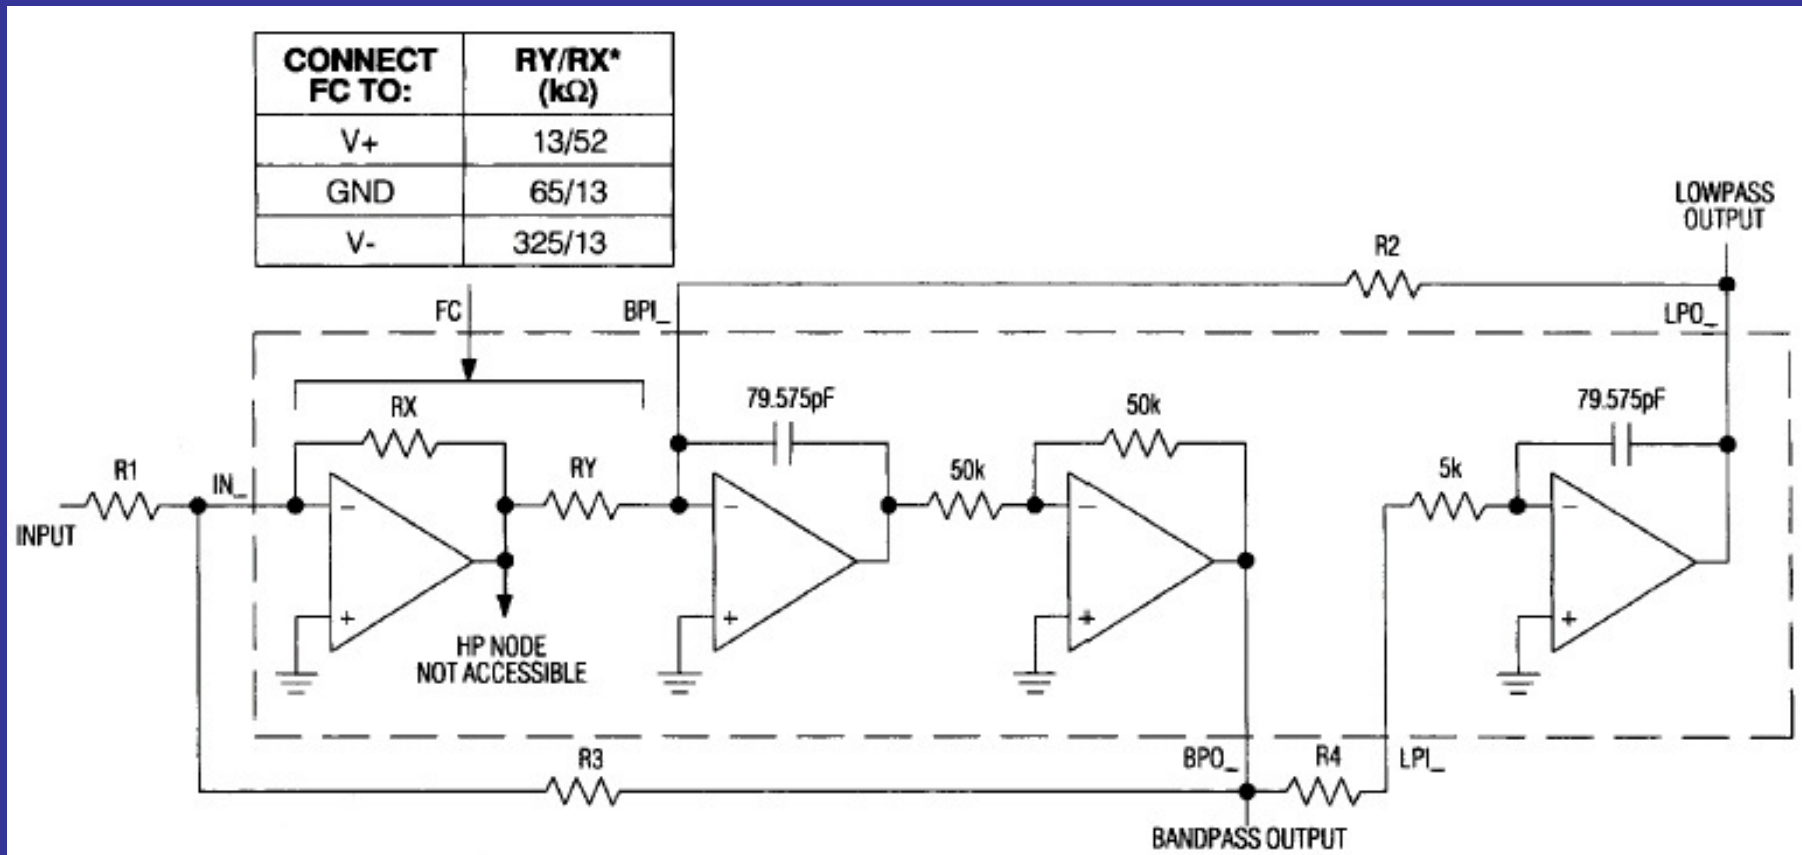 CONNECT FC TO:
RY/RX* (kΩ)
V+
13/52
GND
65/13
V-
325/13
LOWPASS
OUTPUT
R2
FC
BPI_
LPO_
RX
79.575pF
50k
79.575pF
R1
IN_
RY
50k
5k
INPUT
HP NODE
NOT ACCESSIBLE
R3
BPO_
R4
LPI_
BANDPASS OUTPUT
−
+
−
+
−
+
−
+